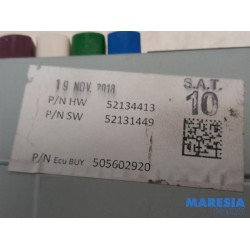 19 NOV. 2018
S.A.T.
10
P/N HW 52134413
P/N SW 52131449
P/N Ecu BUY 505602920
MARESIA